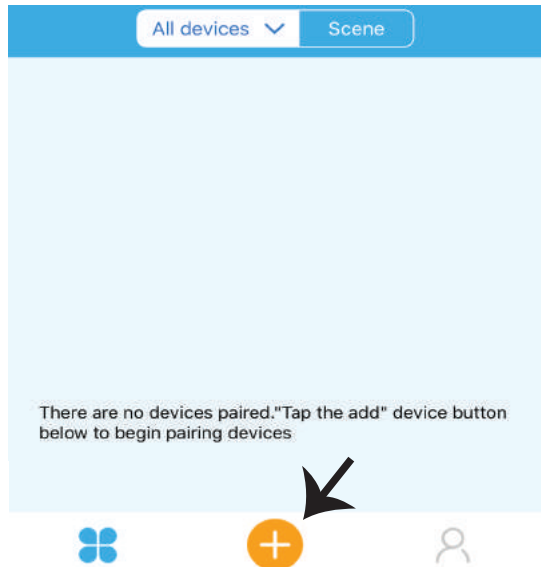 All devices Scene
There are no devices paired."Tap the add" device button
below to begin pairing devices